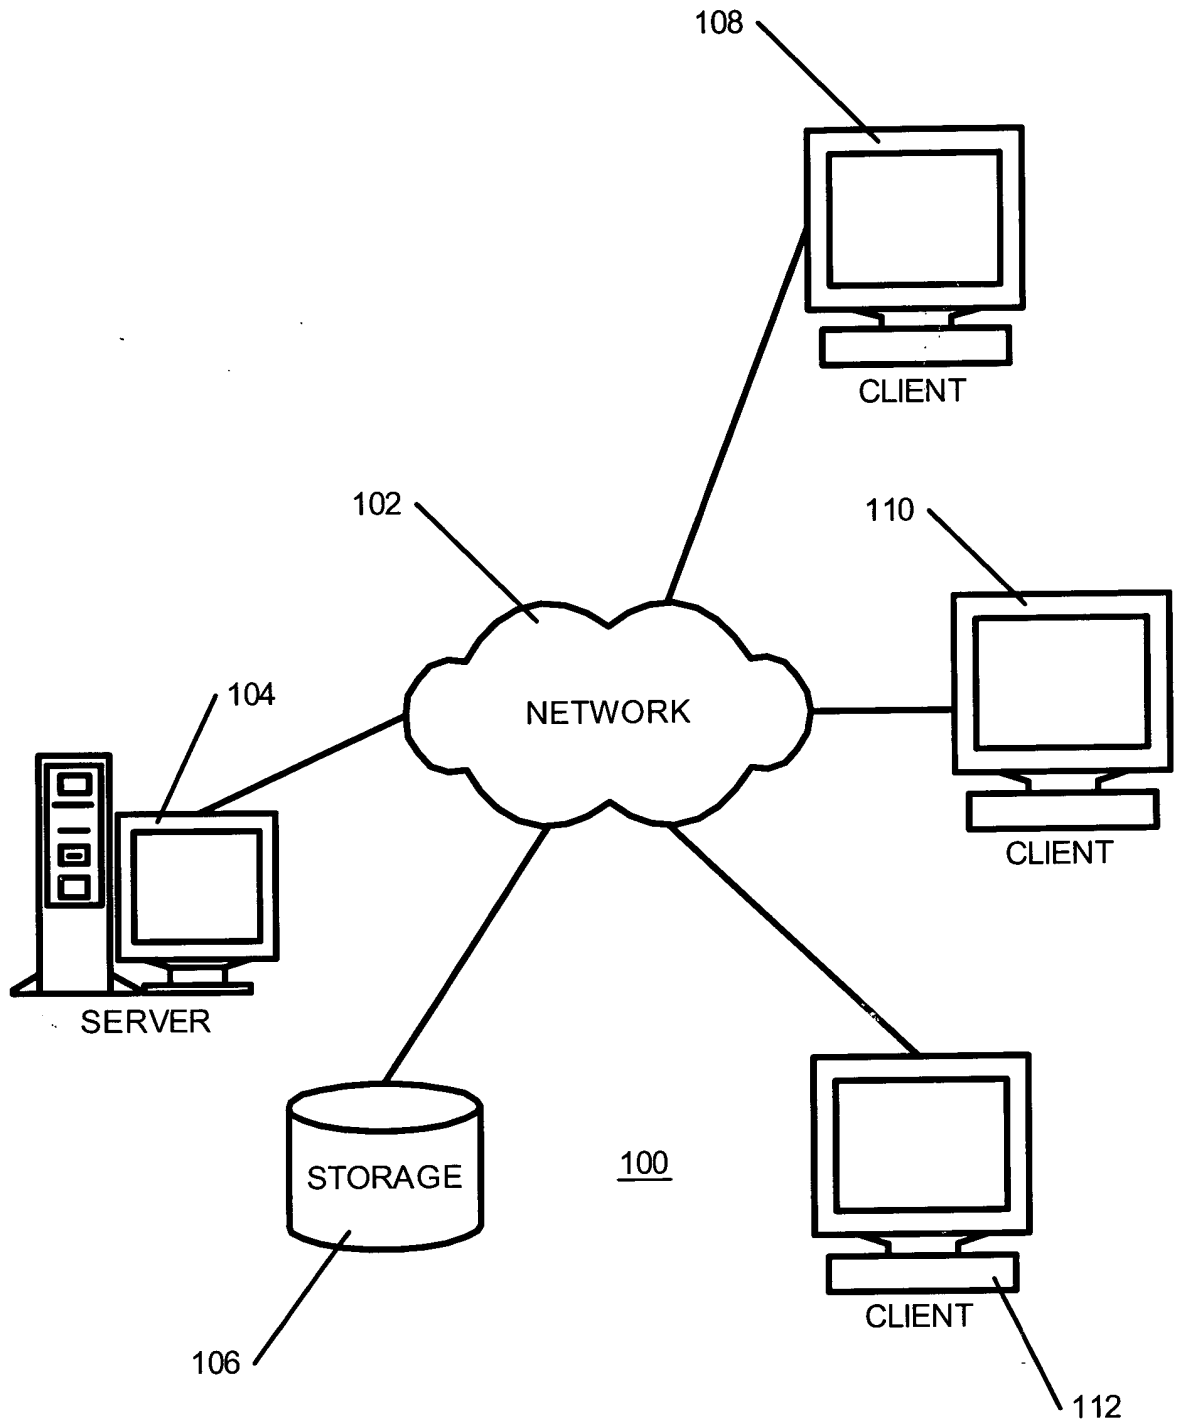 108
CLIENT
102
110
104
NETWORK
CLIENT
SERVER
STORAGE
100
CLIENT
106
112